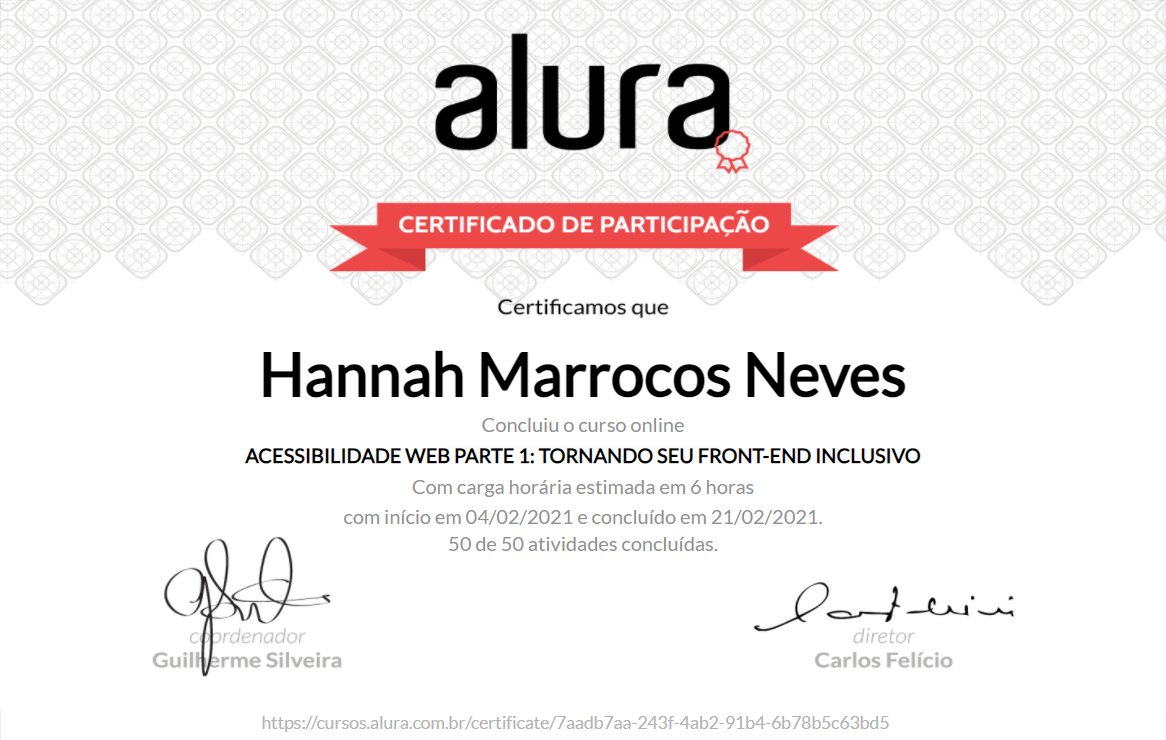 alura
CERTIFICADO DE PARTICIPAÇÃO
Certificamos que
Hannah Marrocos Neves
Concluiu o curso online
ACESSIBILIDADE WEB PARTE 1: TORNANDO SEU FRONT-END INCLUSIVO
Com carga horária estimada em 6 horas
com início em 04/02/2021 e concluído em 21/02/2021.
50 de 50 atividades concluídas.
coordenador
Guilherme Silveira
diretor
Carlos Felício
https://cursos.alura.com.br/certificate/7aadb7aa-243f-4ab2-91b4-6b78b5c63bd5